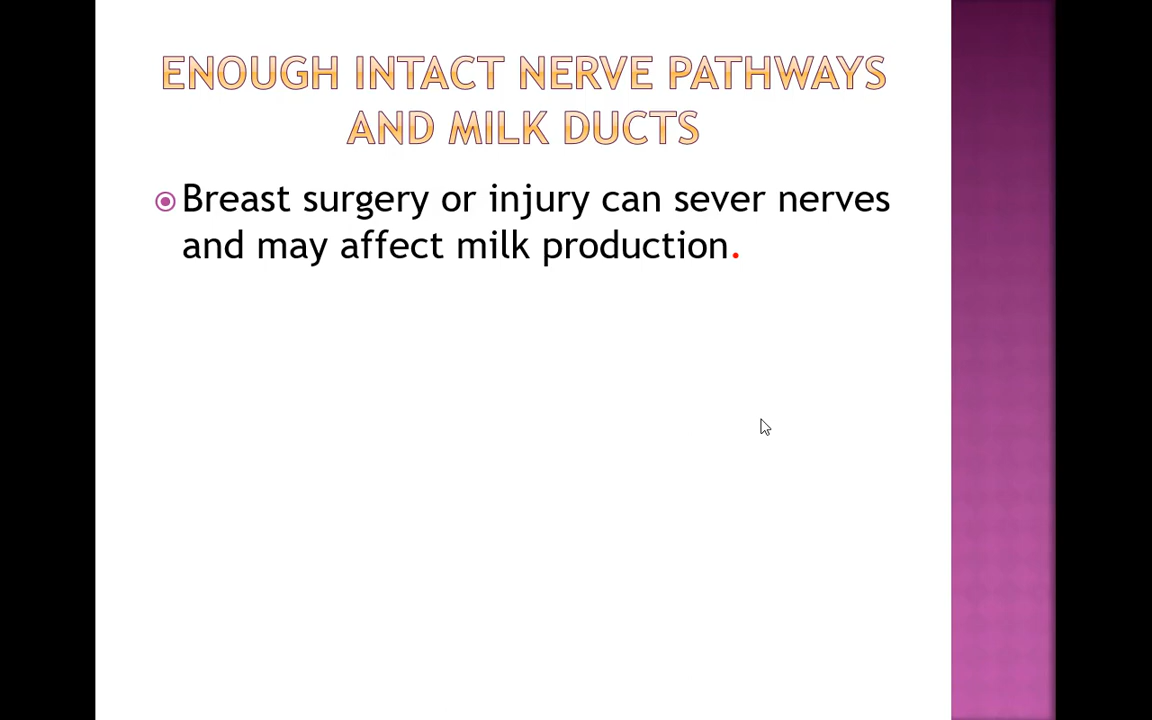 ENOUGH INTACT NERVE PATHWAYS
AND MILK DUCTS
Breast surgery or injury can sever nerves
and may affect milk production.